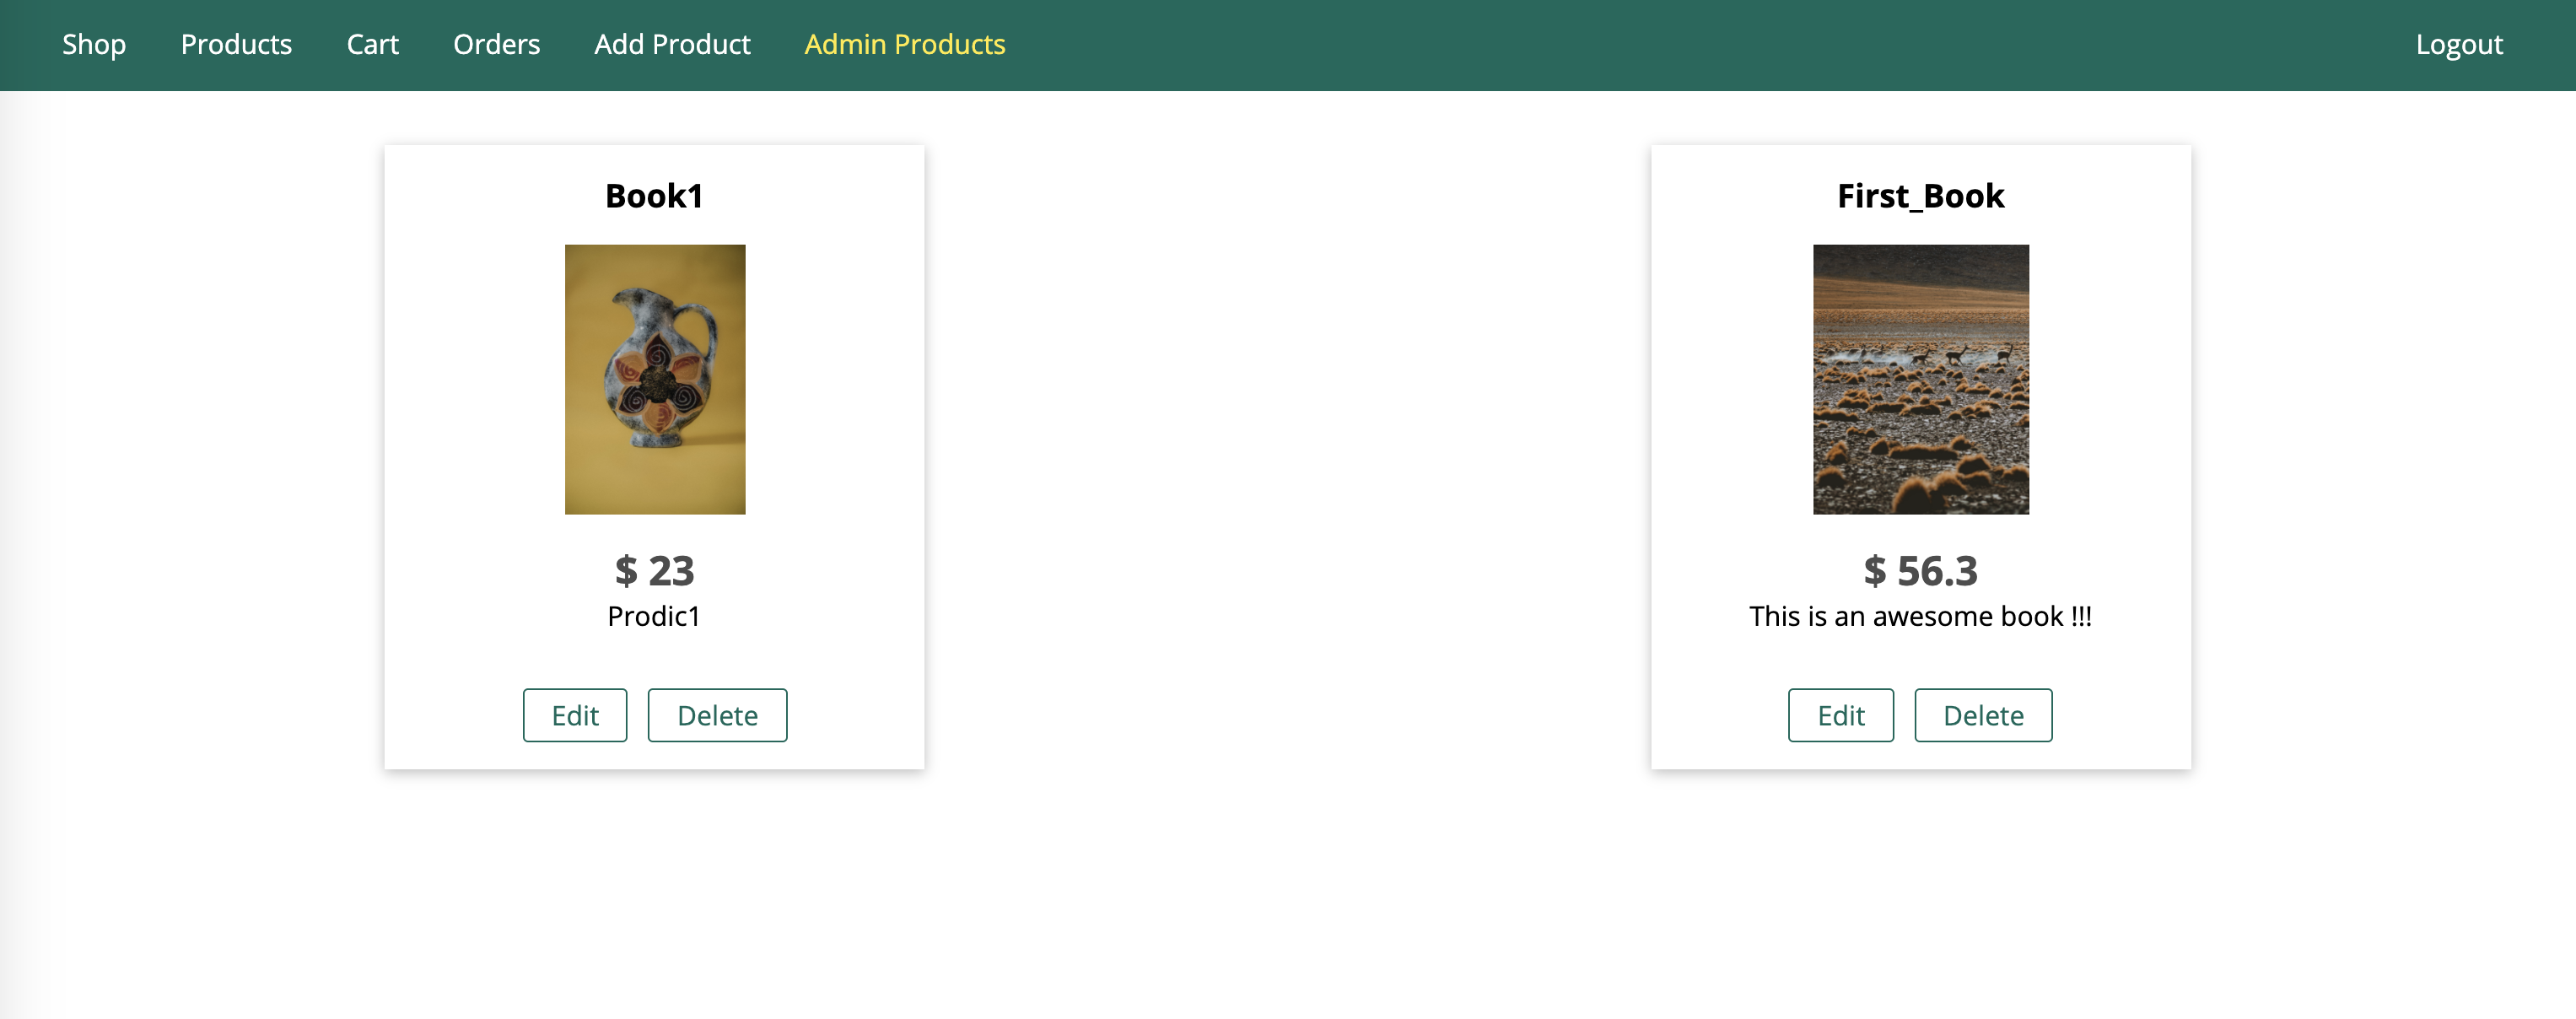 Shop Products Cart Orders Add Product Admin Products Logout
Book1
$ 23
Prodic1
Edit Delete
First_Book
$ 56.3
This is an awesome book !!!
Edit Delete